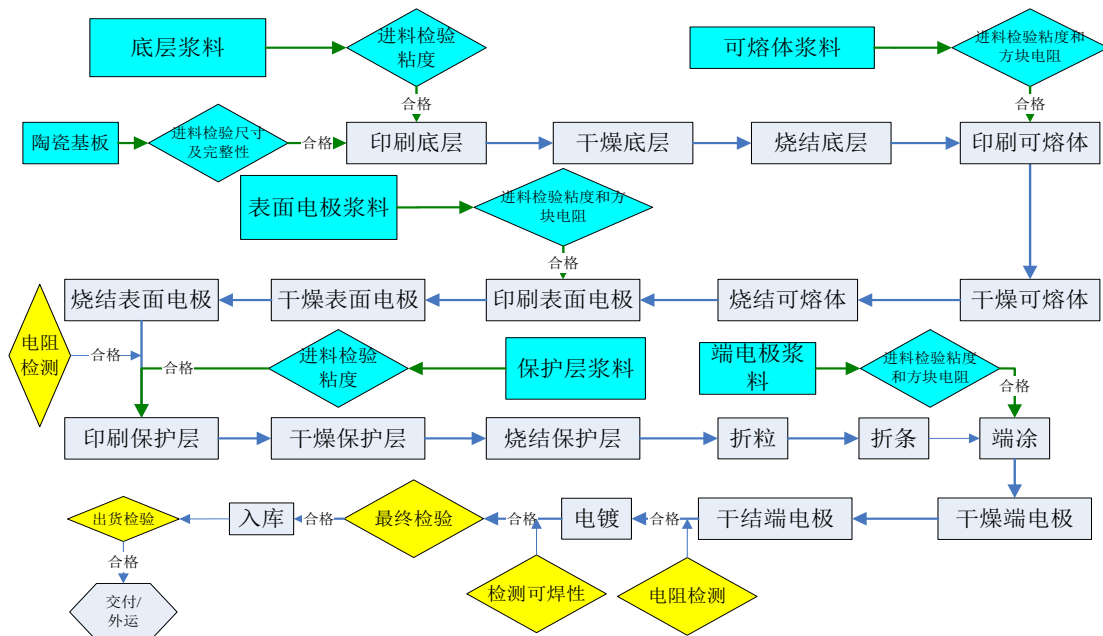 底层浆料
进料检验
粘度
可熔体浆料
进料检验粘度和
方块电阻
合格
合格
陶瓷基板
进料检验尺寸
及完整性
合格
印刷底层
干燥底层
烧结底层
印刷可熔体
表面电极浆料
进料检验粘度和方
块电阻
合格
烧结表面电极
干燥表面电极
印刷表面电极
烧结可熔体
干燥可熔体
电阻
检测
合格
合格
进料检验
粘度
保护层浆料
端电极浆
料
进料检验粘度
和方块电阻
合格
印刷保护层
干燥保护层
烧结保护层
折粒
折条
端涂
出货检验
合格
入库
合格
最终检验
合格
电镀
合格
干结端电极
干燥端电极
合格
检测可焊性
电阻检测
交付/
外运